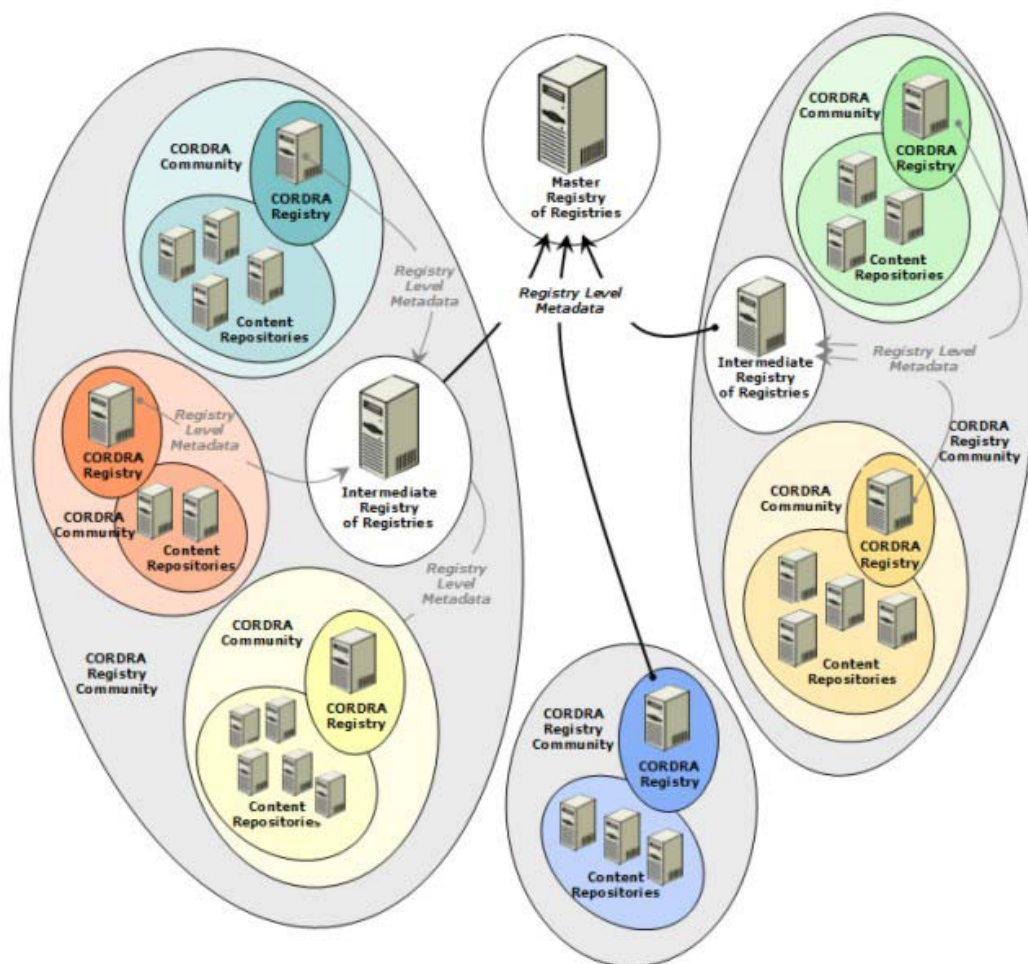 CORDRA
Community
CORDRA
Registry
Content
Repositories
Registry
Level
Metadata
CORDRA
Registry
CORDRA
Community
Content
Repositories
Registry
Level
Metadata
Intermediate
Registry
of Registries
Registry
Level
Metadata
CORDRA
Registry
Community
CORDRA
Community
CORDRA
Registry
Content
Repositories
Master
Registry
of Registries
Registry Level
Metadata
CORDRA
Registry
Community
CORDRA
Registry
Content
Repositories
CORDRA
Community
CORDRA
Registry
Content
Repositories
Intermediate
Registry
of Registries
Registry Level
Metadata
CORDRA
Registry
Community
CORDRA
Community
CORDRA
Registry
Content
Repositories